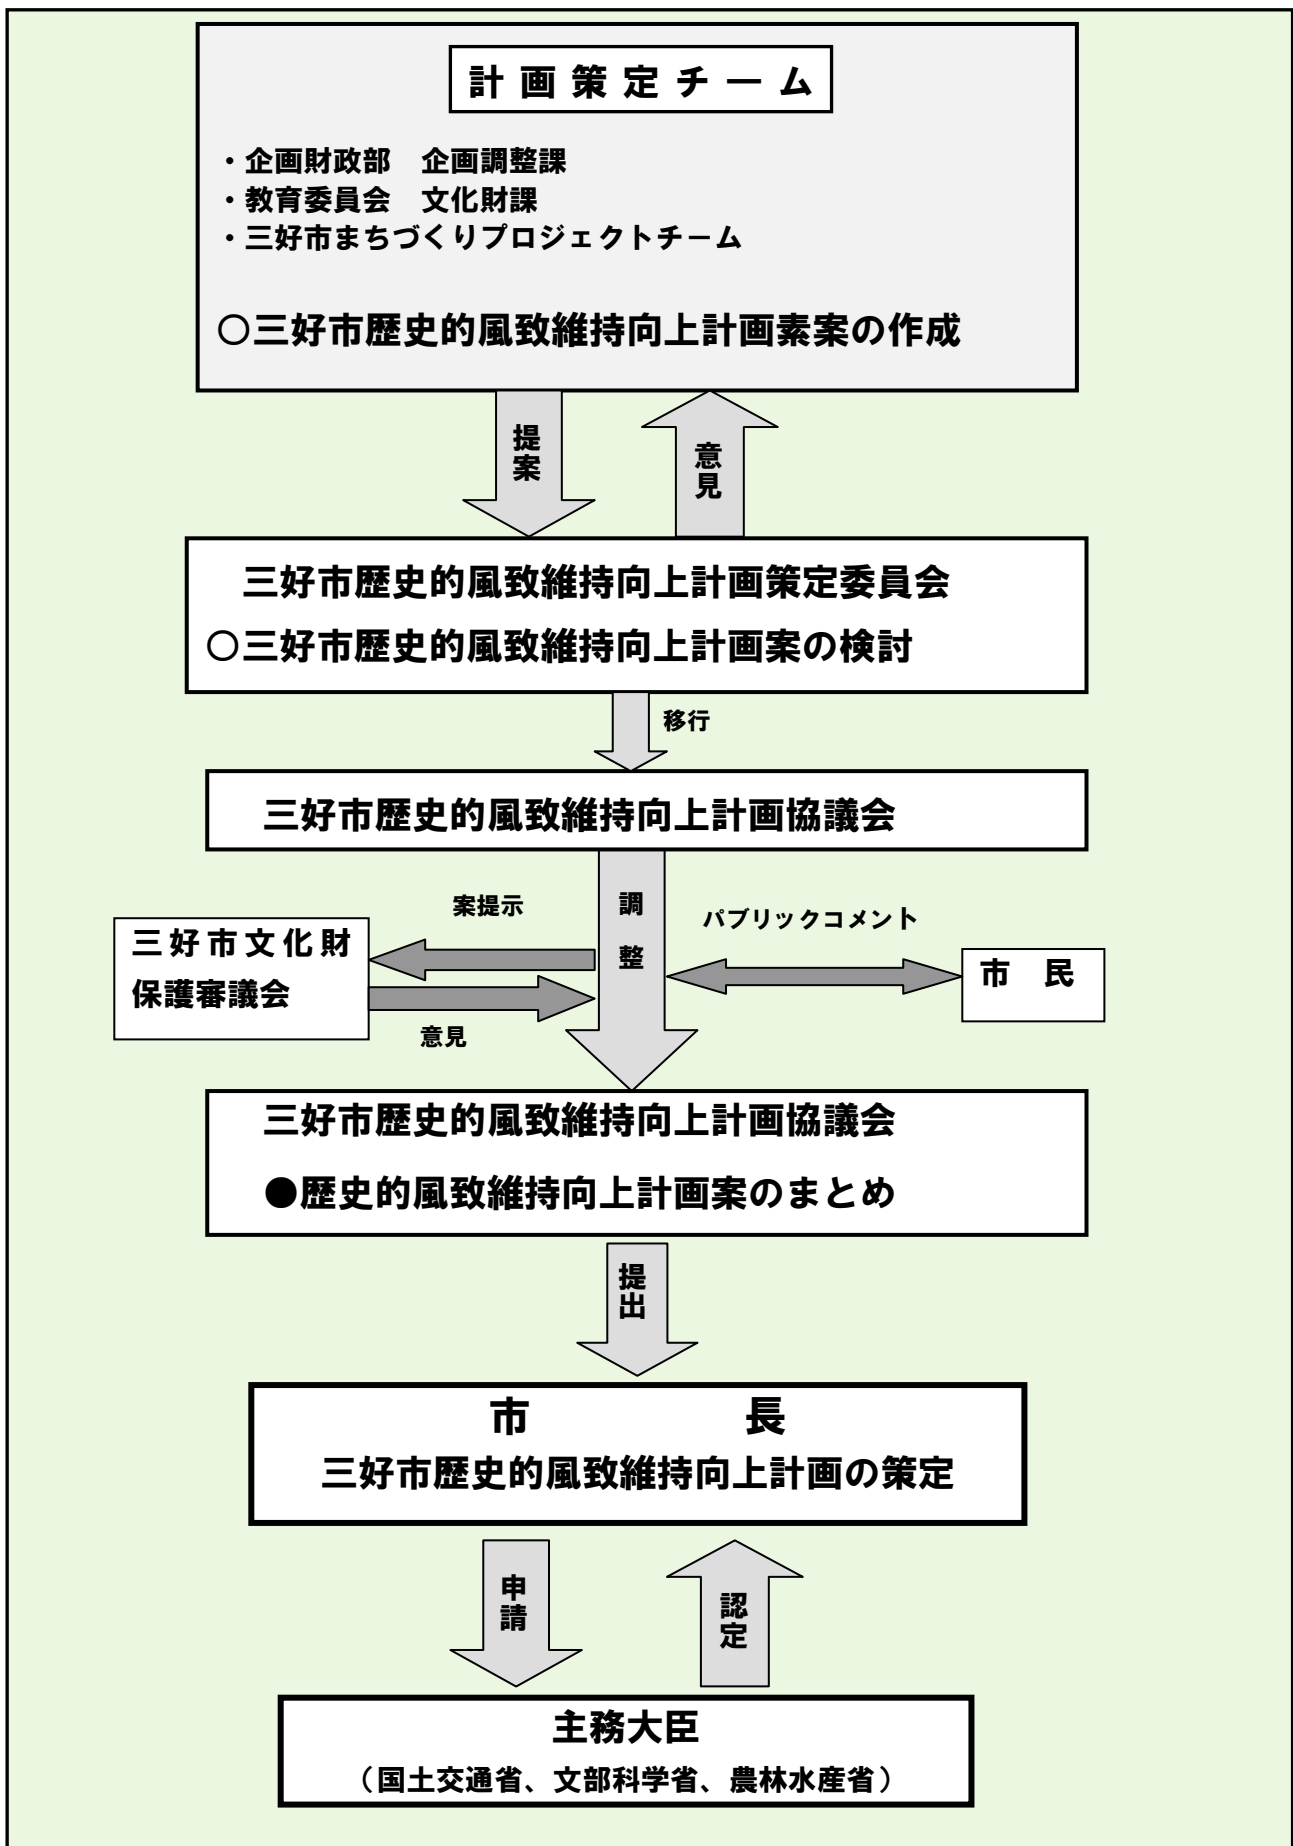 計画策定チーム
・企画財政部　企画調整課
・教育委員会　文化財課
・三好市まちづくりプロジェクトチーム
○三好市歴史的風致維持向上計画素案の作成
提案
意見
三好市歴史的風致維持向上計画策定委員会
○三好市歴史的風致維持向上計画案の検討
移行
三好市歴史的風致維持向上計画協議会
案提示
調整
パブリックコメント
三好市文化財
保護審議会
市　民
意見
三好市歴史的風致維持向上計画協議会
●歴史的風致維持向上計画案のまとめ
提出
市　　　　　長
三好市歴史的風致維持向上計画の策定
申請
認定
主務大臣
（国土交通省、文部科学省、農林水産省）